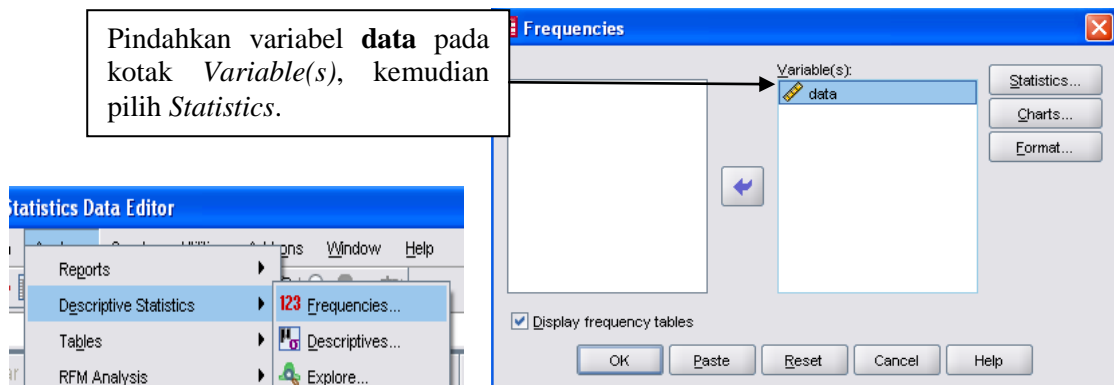 Pindahkan variabel data pada
kotak Variable(s), kemudian
pilih Statistics.
Frequencies
Variable(s):
data
Statistics...
Charts...
Format...
Display frequency tables
OK Paste Reset Cancel Help
Statistics Data Editor
Window Help
Reports
Descriptive Statistics
Tables
RFM Analysis
123 Frequencies...
Descriptives...
Explore...